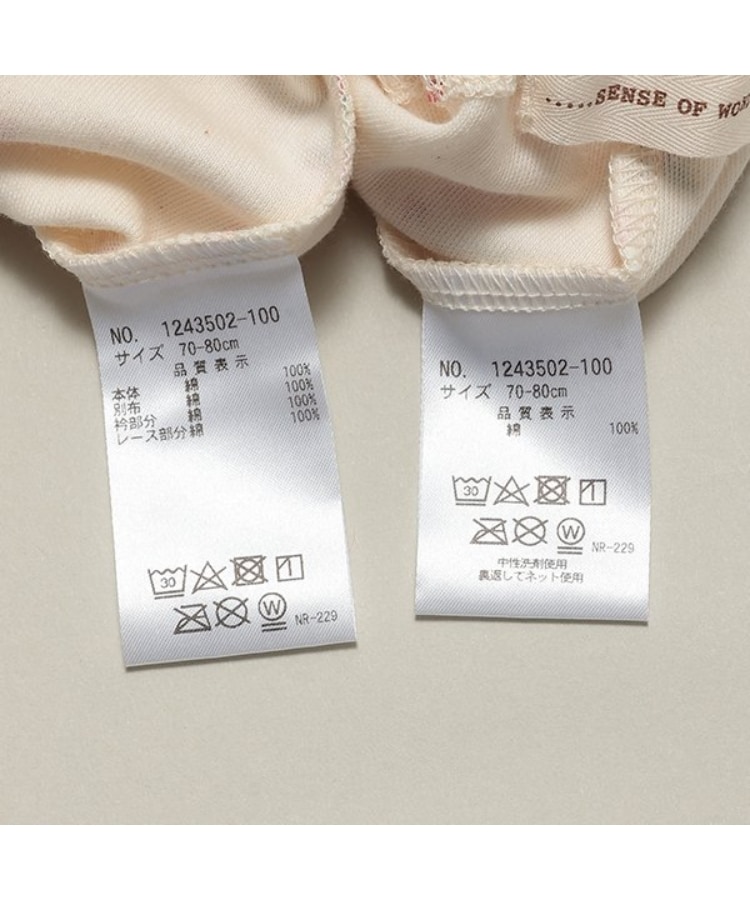 .....SENSE OF WO
NO. 1243502-100
サイズ 70-80cm
品質表示
本体 綿 100%
別布 綿 100%
衿部分 綿 100%
レース部分 綿
30
W
NR-229
NO. 1243502-100
サイズ 70-80cm
品質表示
綿 100%
30
W
NR-229
中性洗剤使用
裏返してネット使用